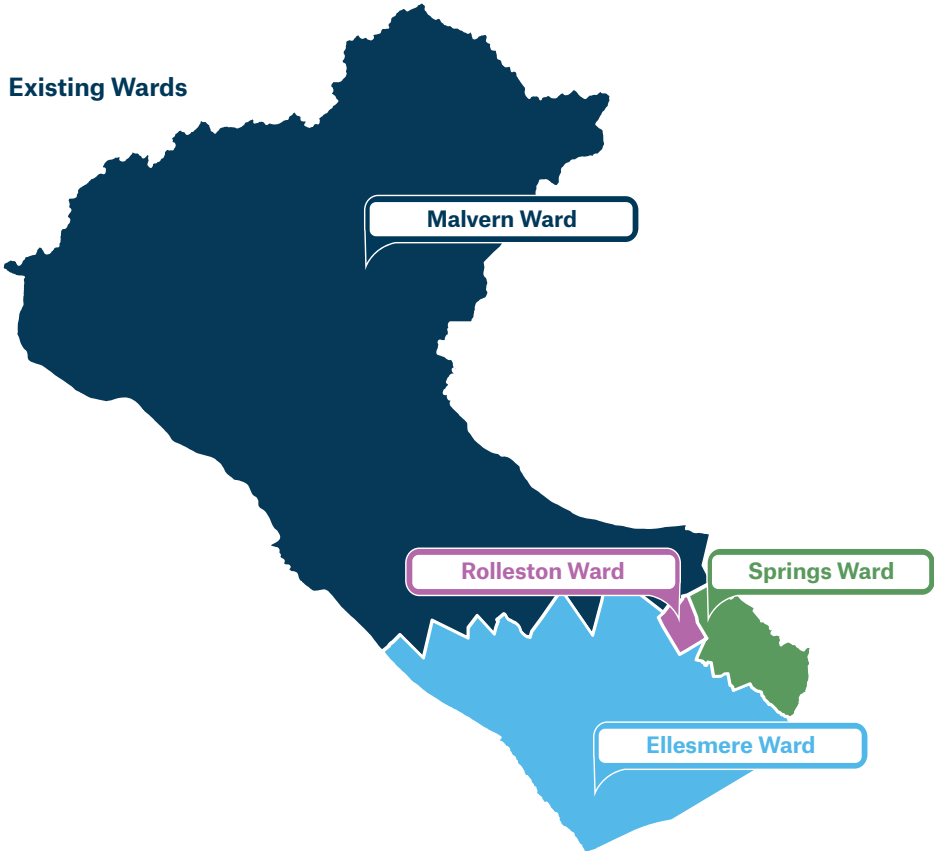 Existing Wards
Malvern Ward
Rolleston Ward
Springs Ward
Ellesmere Ward